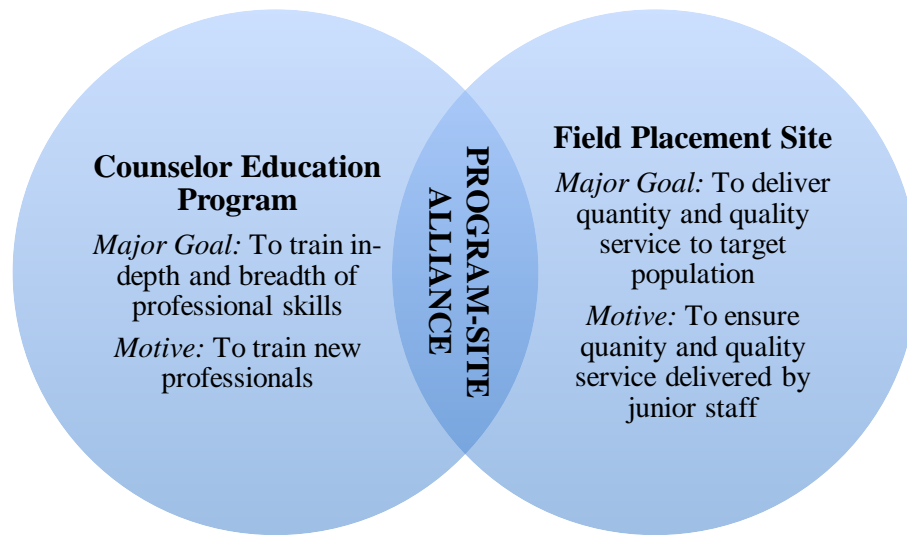 Counselor Education
Program
Major Goal: To train in-
depth and breadth of
professional skills
Motive: To train new
professionals
PROGRAM-SITE
ALLIANCE
Field Placement Site
Major Goal: To deliver
quantity and quality
service to target
population
Motive: To ensure
quanity and quality
service delivered by
junior staff